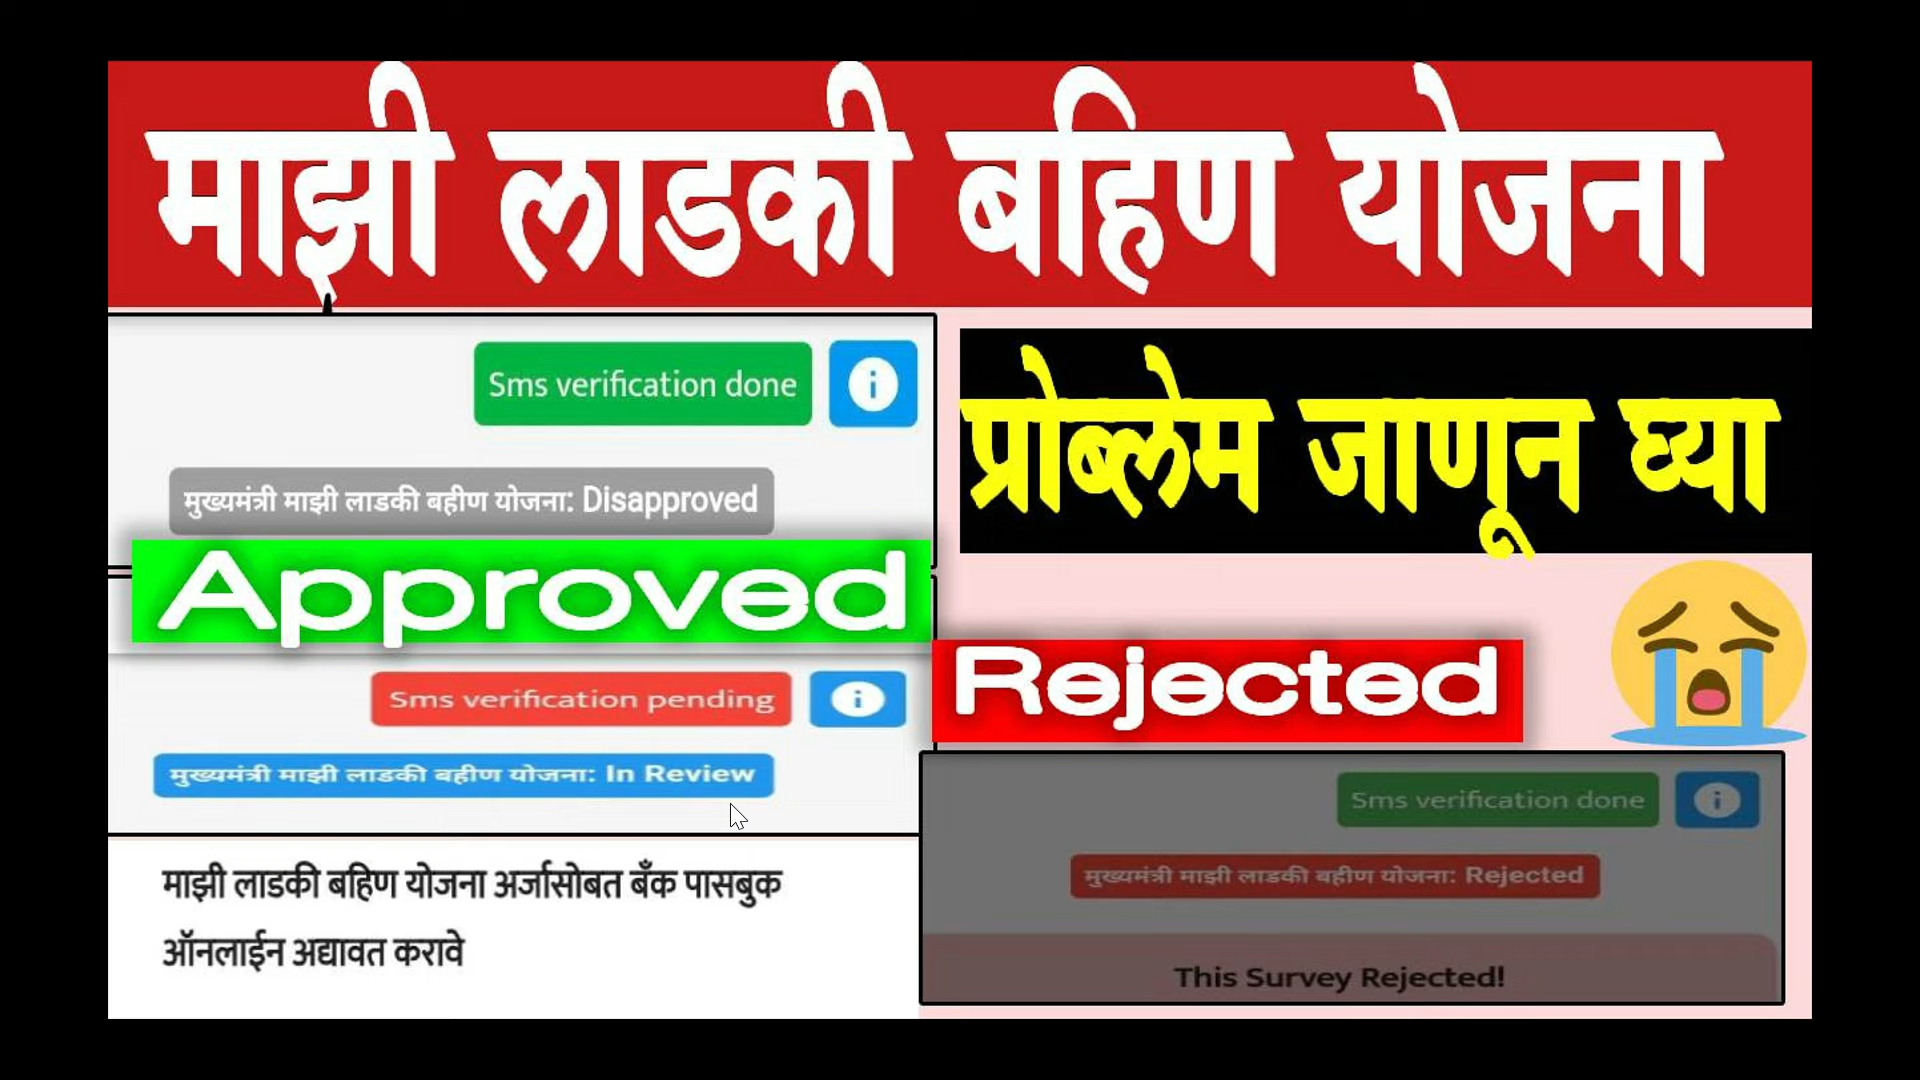 माझी लाडकी बहिण योजना
Sms verification done
मुख्यमंत्री माझी लाडकी बहीण योजना: Disapproved
प्रोब्लेम जाणून घ्या
Approved
Rejected
Sms verification pending
मुख्यमंत्री माझी लाडकी बहीण योजना: In Review
माझी लाडकी बहिण योजना अर्जासोबत बँक पासबुक
ऑनलाईन अद्यावत करावे
Sms verification done
मुख्यमंत्री माझी लाडकी बहीण योजना: Rejected
This Survey Rejected!